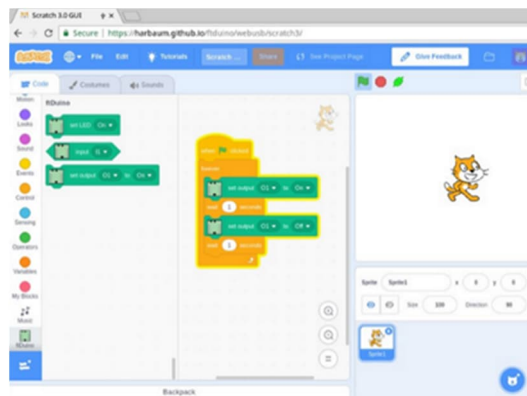 Scratch 3.0 GUI
Secure | https://harbaum.github.io/ftduino/webusb/scratch3/
SCRATCH File Edit Tutorials Scratch ... Share See Project Page Give Feedback
Code Costumes Sounds
Motion
Looks
Sound
Events
Control
Sensing
Operators
Variables
My Blocks
Music
ftDuino
ftDuino
set LED On
input I1
set output O1 to On
when clicked
forever
set output O1 to On
wait 1 seconds
set output O1 to Off
wait 1 seconds
Backpack
Sprite Sprite1 x 0 y 0
Size 100 Direction 90
Sprite1